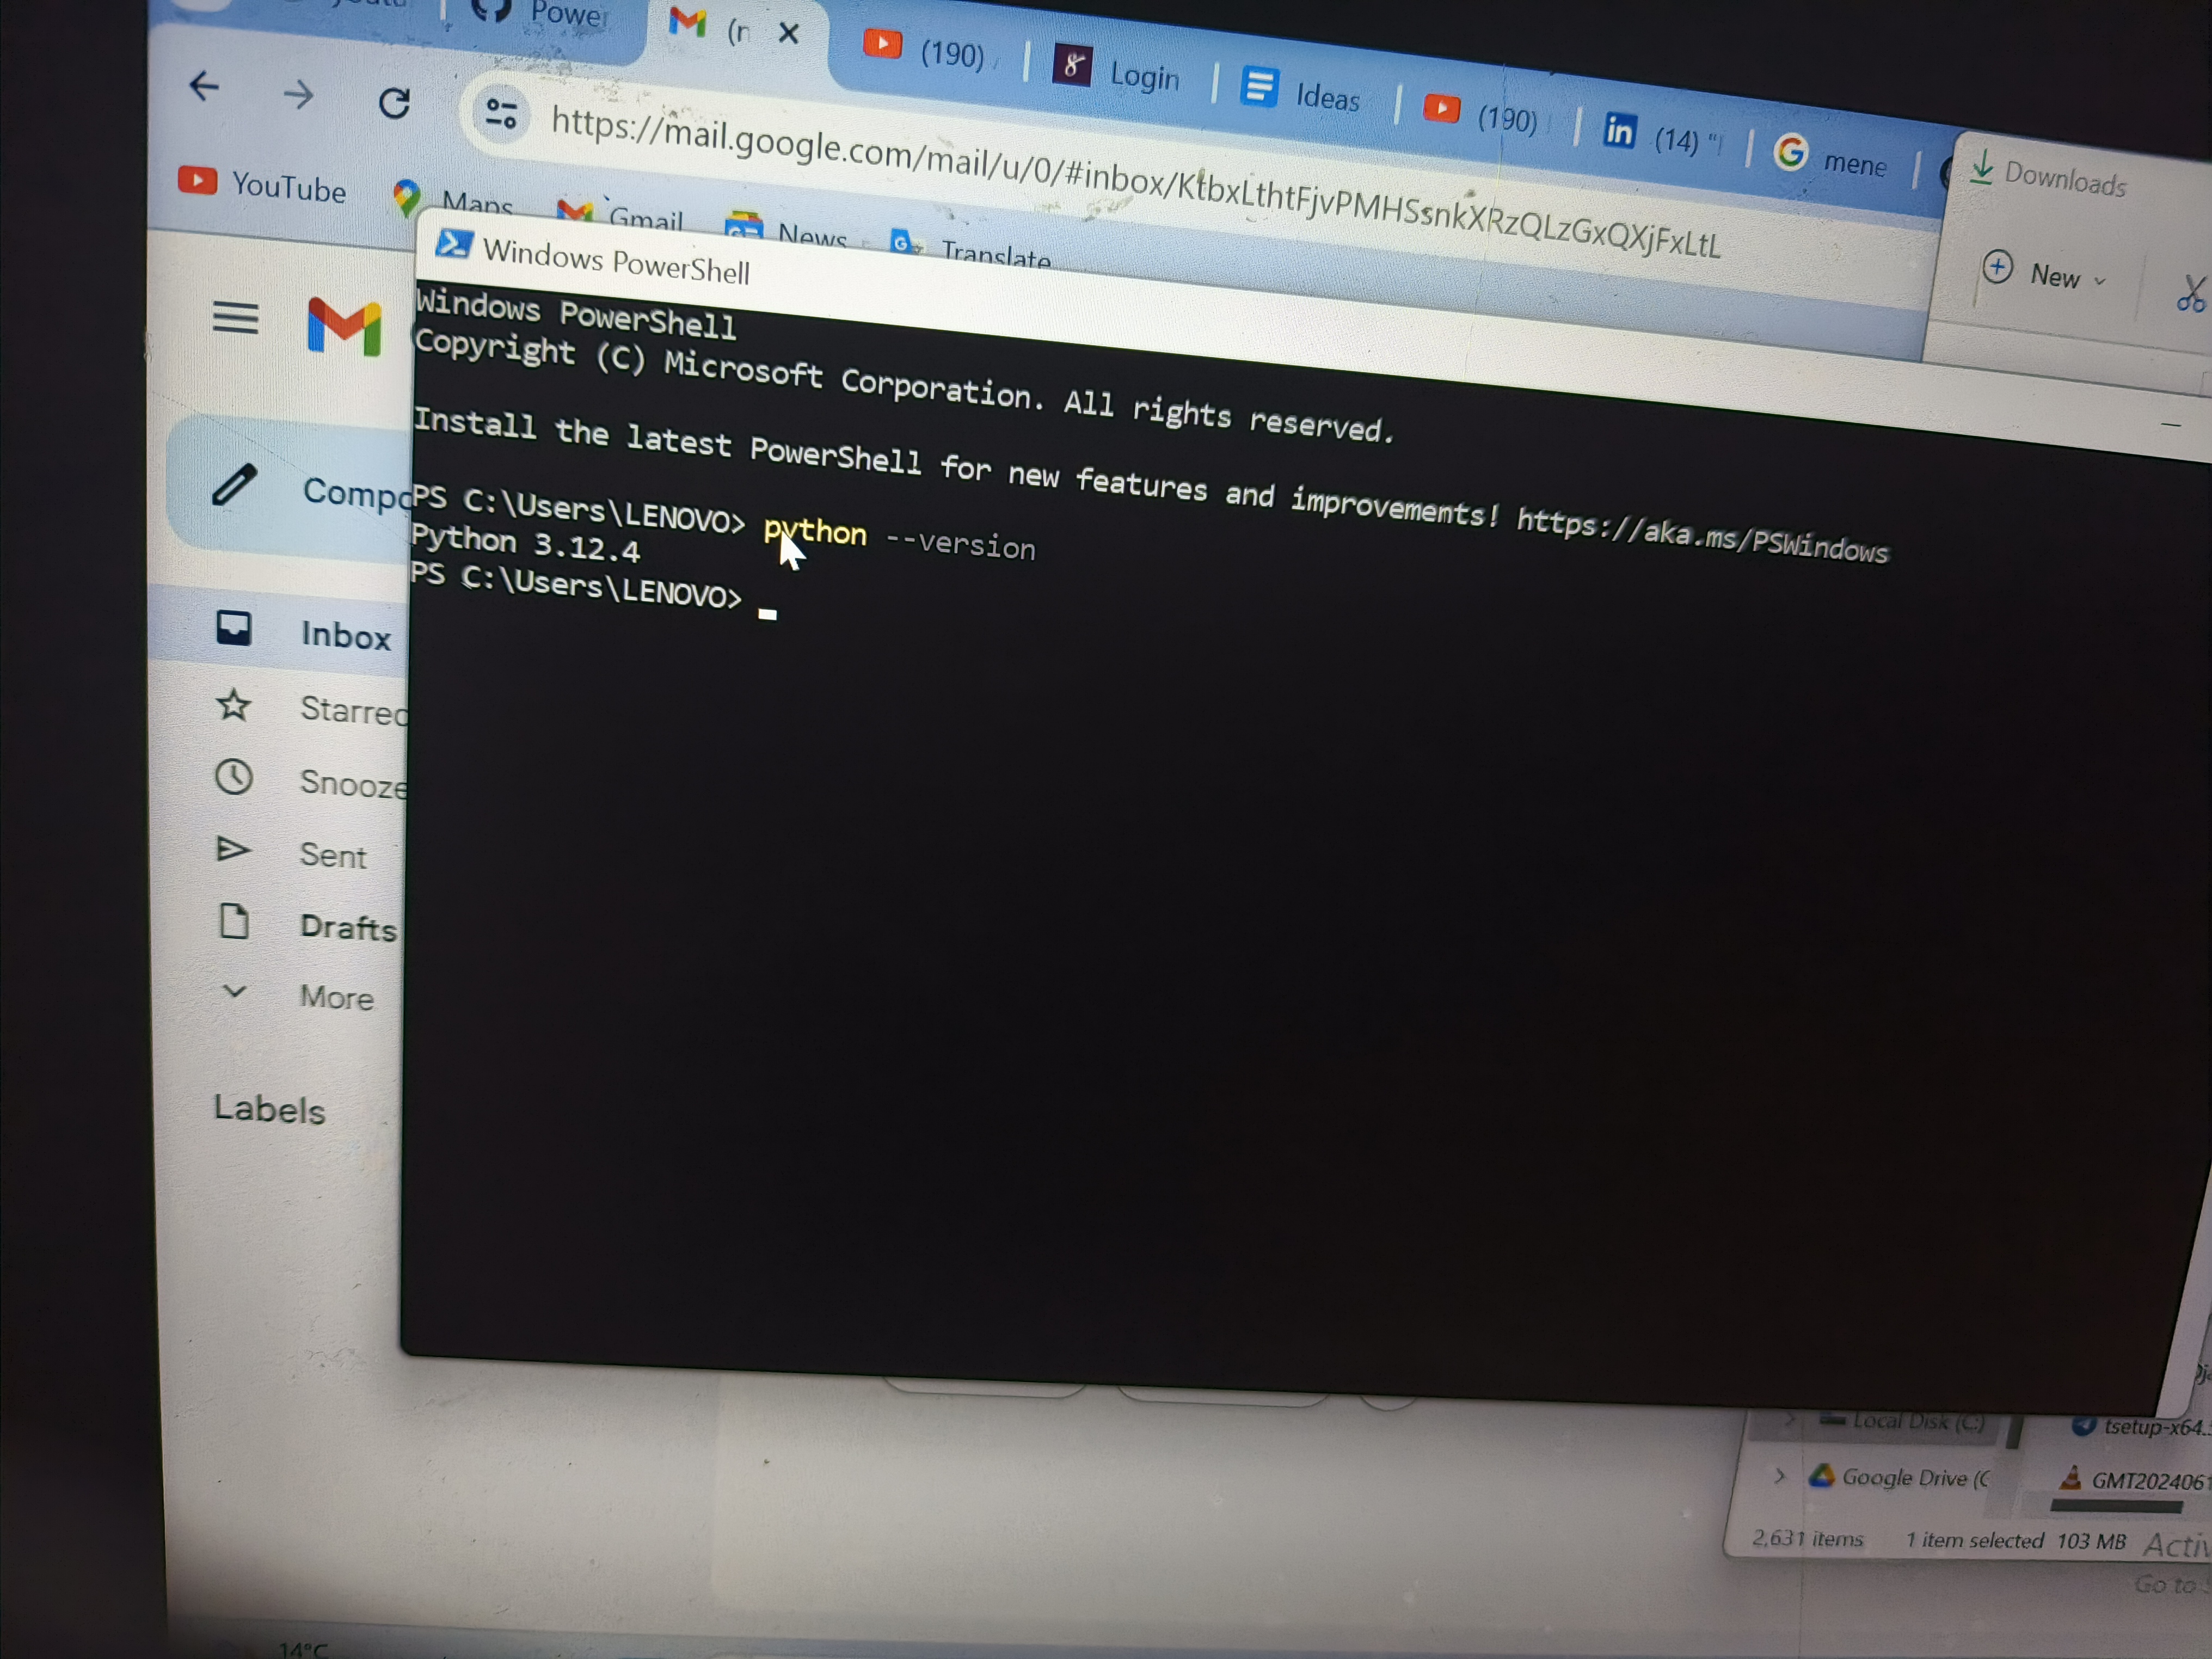 Power
(190)
Login
Ideas
(190)
in (14) "
mene
https://mail.google.com/mail/u/0/#inbox/KtbxLthtFjvPMHSsnkXRzQLzGxQXjFxLtL
Downloads
YouTube Maps Gmail News Translate
New
Windows PowerShell
Windows PowerShell
Copyright (C) Microsoft Corporation. All rights reserved.
Install the latest PowerShell for new features and improvements! https://aka.ms/PSWindows
PS C:\Users\LENOVO> python --version
Python 3.12.4
PS C:\Users\LENOVO>
Compo
Inbox
Starred
Snooze
Sent
Drafts
More
Labels
Local Disk (C:) tsetup-x64.
Google Drive (G GMT2024061
2,631 items 1 item selected 103 MB
Activ
Go to
14°C